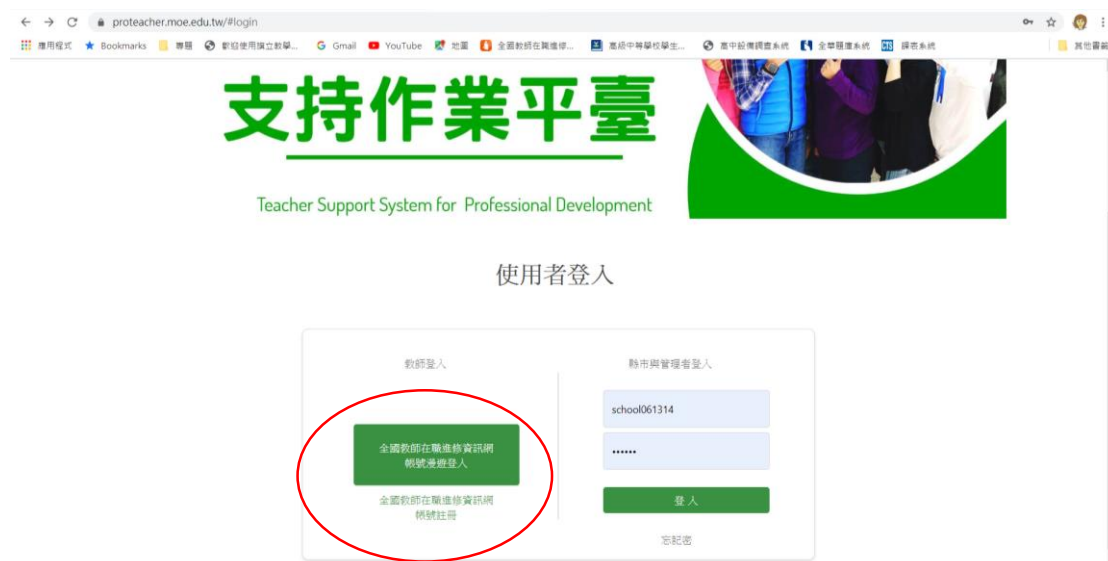 proteacher.moe.edu.tw/#login
應用程式 Bookmarks 專題 歡迎使用旗立教學... Gmail YouTube 地圖 全國教師在職進修... 高級中等學校學生... 高中設備調查系統 全華題庫系統 CTS 課表系統 其他書籤
支持作業平臺
Teacher Support System for Professional Development
使用者登入
教師登入
縣市與管理者登入
school061314
全國教師在職進修資訊網
帳號漫遊登入
••••••
全國教師在職進修資訊網
帳號註冊
登入
忘記密